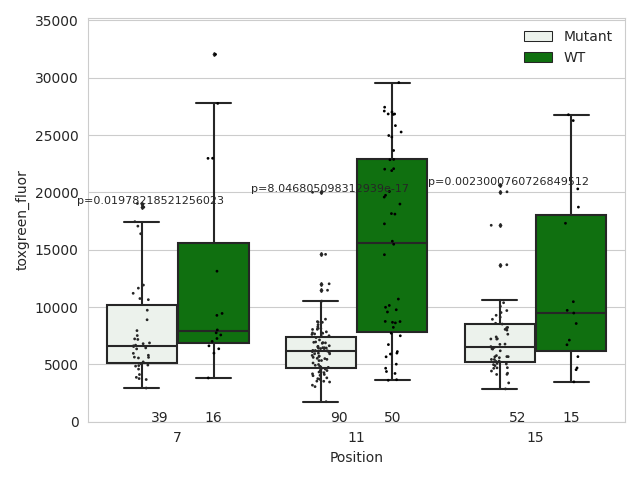 35000
30000
25000
20000
15000
10000
5000
0
toxgreen_fluor
Mutant
WT
p=0.01978218521256023
p=8.046805098312939e-17
p=0.0023000760726849512
39 16 90 50 52 15
7 11 15
Position